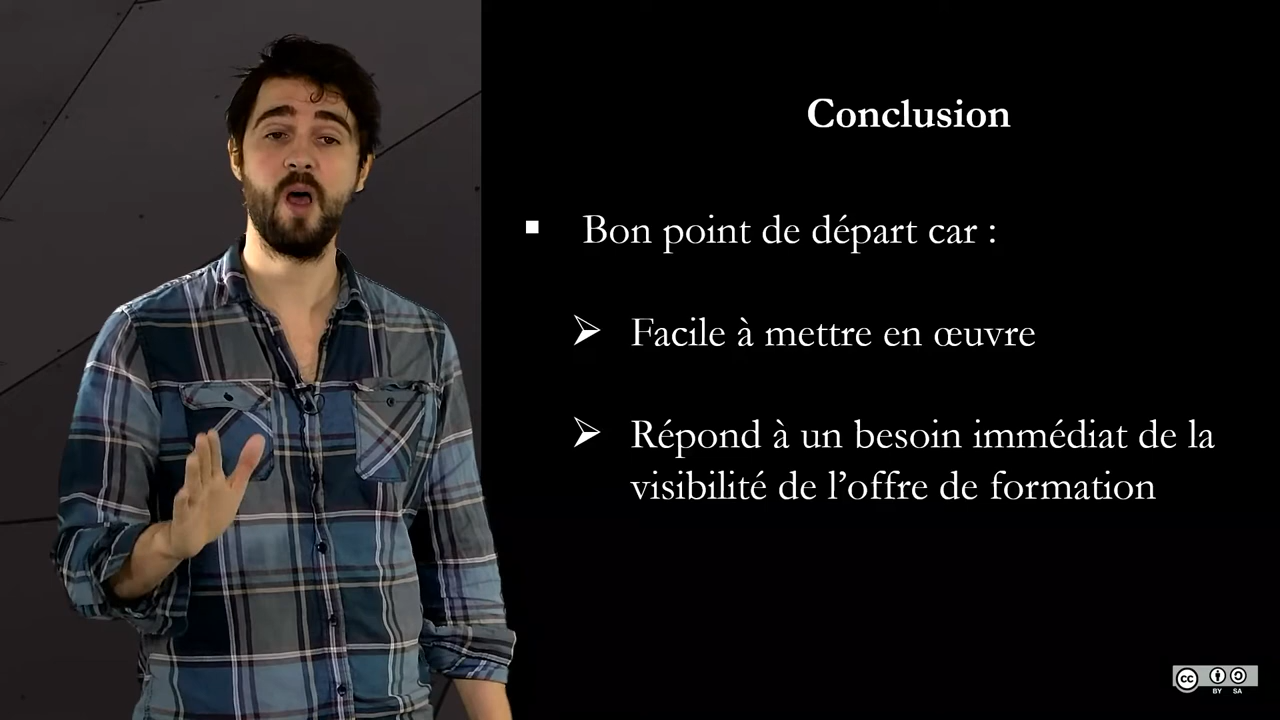 Conclusion
▪ Bon point de départ car :
➢ Facile à mettre en œuvre
➢ Répond à un besoin immédiat de la
visibilité de l’offre de formation
cc
BY SA